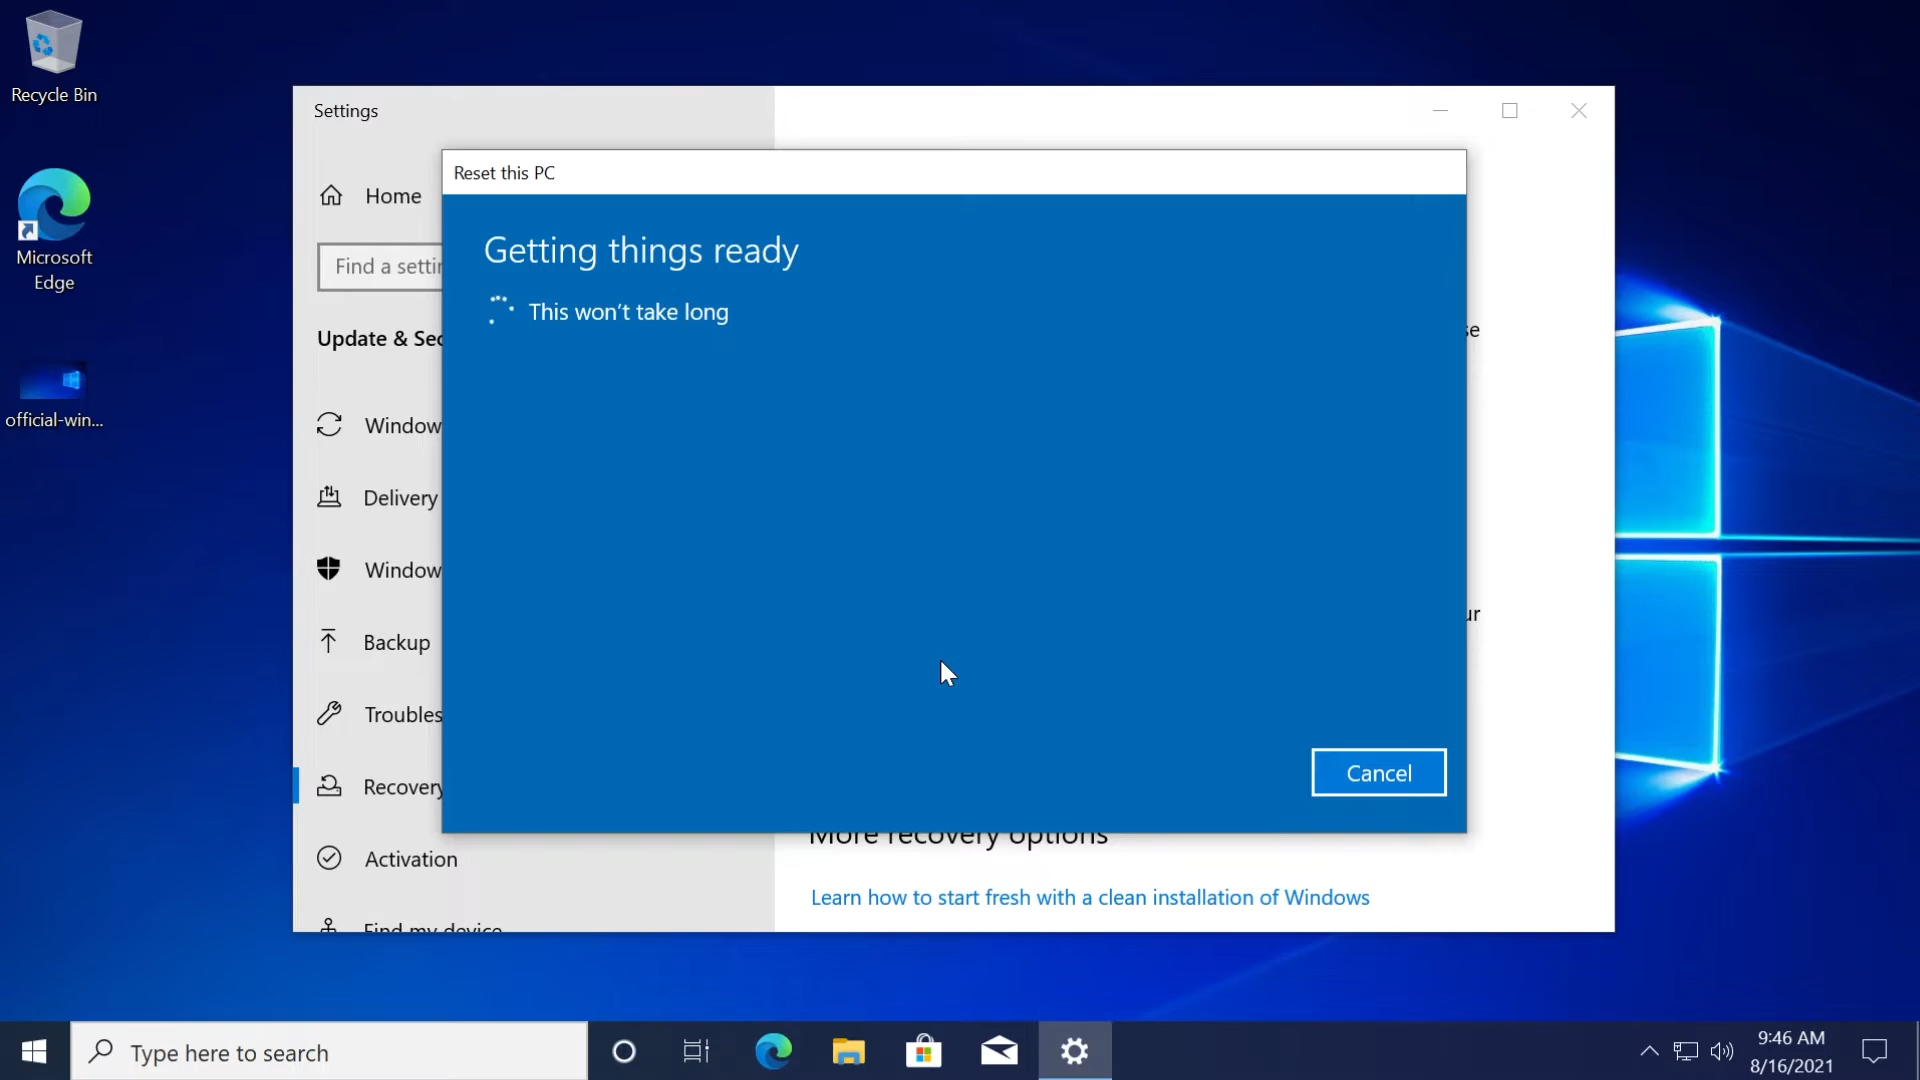 Recycle Bin
Microsoft
Edge
official-win...
Settings
Home
Find a settin
Update & Sec
Window
Delivery
Window
Backup
Troubles
Recovery
Activation
Find my device
Reset this PC
Getting things ready
This won't take long
Cancel
se
ur
More recovery options
Learn how to start fresh with a clean installation of Windows
Type here to search
9:46 AM
8/16/2021